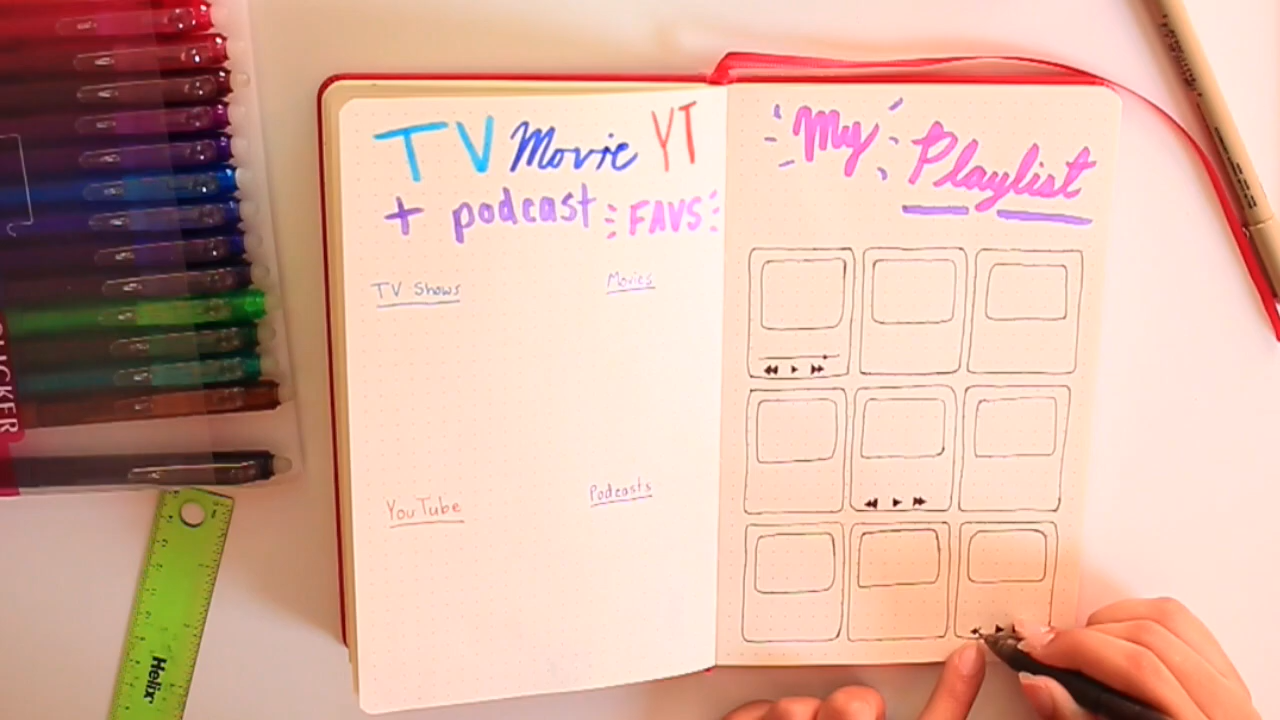 TV Movie YT
+ podcast FAVS
TV Shows
Movies
YouTube
Podcasts
My Playlist
Helix